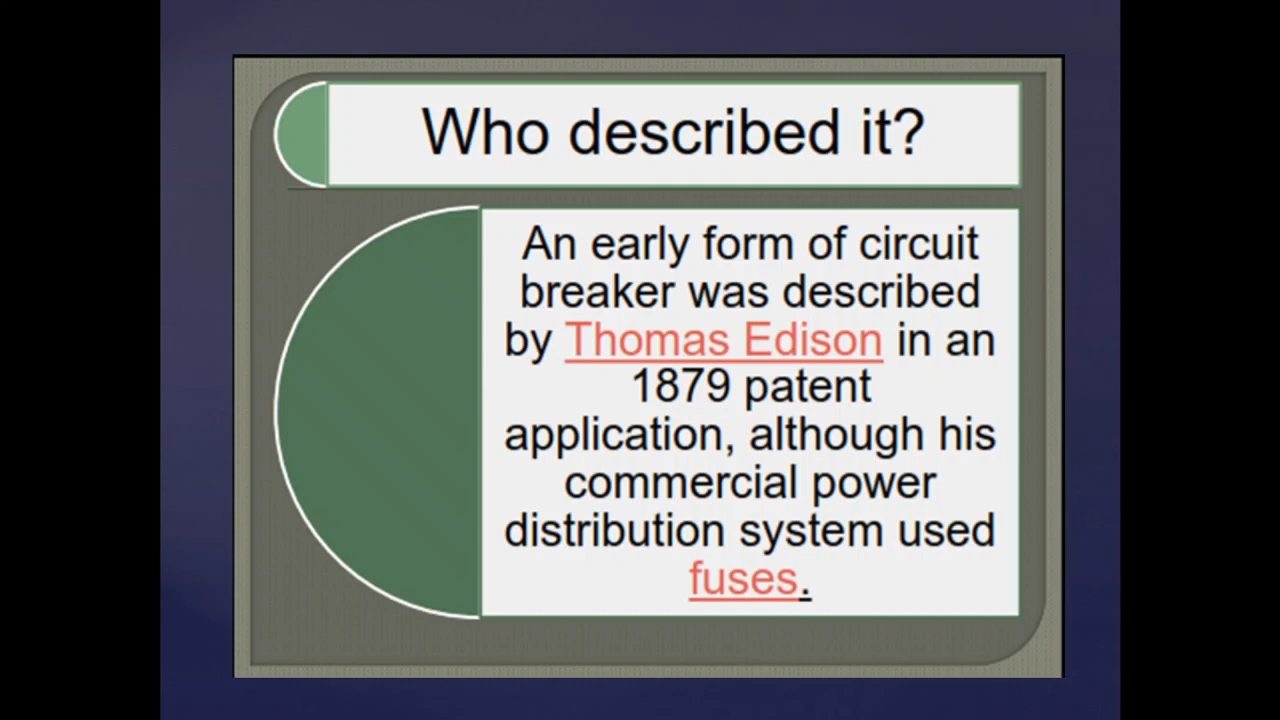 Who described it?
An early form of circuit
breaker was described
by Thomas Edison in an
1879 patent
application, although his
commercial power
distribution system used
fuses.